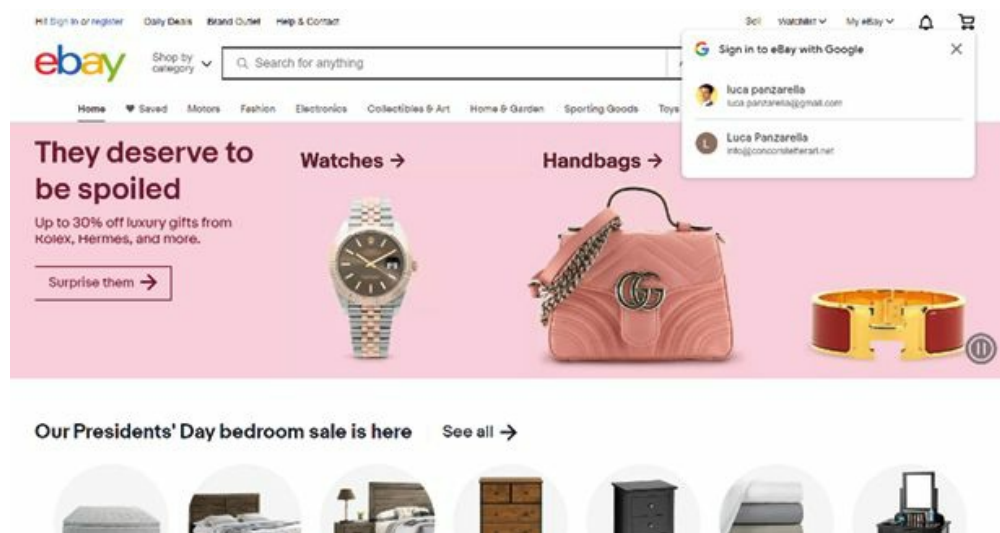 Hi! Sign in or register Daily Deals Brand Outlet Help & Contact
Sell Watchlist My eBay
ebay
Shop by
category
Search for anything
Sign in to eBay with Google
luca panzarella
luca.panzarella@gmail.com
L
Luca Panzarella
Home Saved Motors Fashion Electronics Collectibles & Art Home & Garden Sporting Goods Toys
They deserve to
be spoiled
Watches →
Handbags →
Up to 30% off luxury gifts from
Rolex, Hermes, and more.
Surprise them →
Our Presidents' Day bedroom sale is here See all →